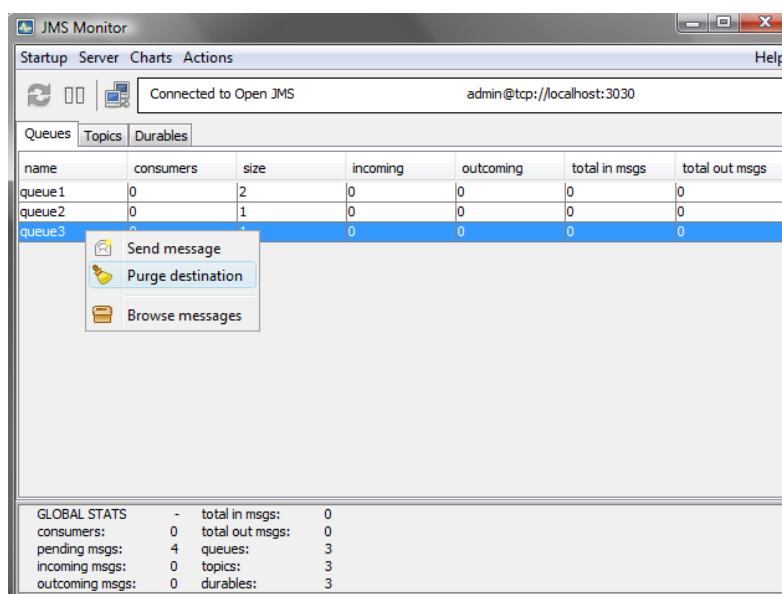 JMS Monitor
Startup Server Charts Actions Help
Connected to Open JMS admin@tcp://localhost:3030
Queues Topics Durables
name consumers size incoming outcoming total in msgs total out msgs
queue1 0 2 0 0 0 0
queue2 0 1 0 0 0 0
queue3 0 0 0 0
Send message
Purge destination
Browse messages
GLOBAL STATS - total in msgs: 0
consumers: 0 total out msgs: 0
pending msgs: 4 queues: 3
incoming msgs: 0 topics: 3
outcoming msgs: 0 durables: 3